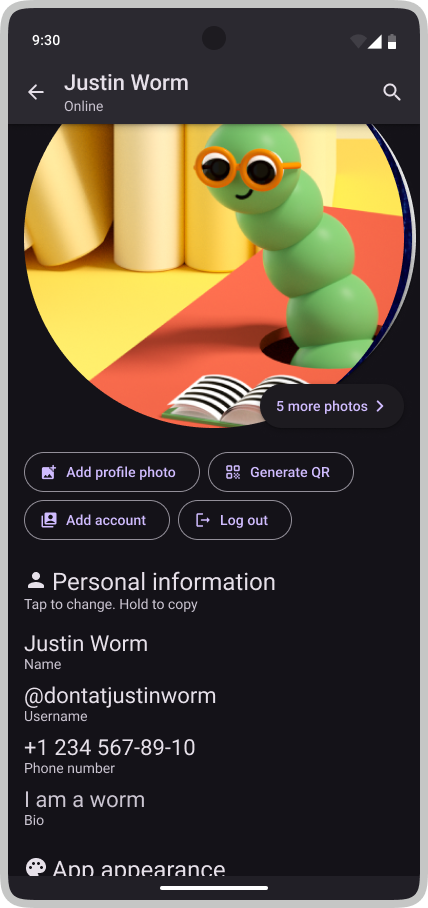 9:30
Justin Worm
Online
5 more photos
Add profile photo
Generate QR
Add account
Log out
Personal information
Tap to change. Hold to copy
Justin Worm
Name
@dontatjustinworm
Username
+1 234 567-89-10
Phone number
I am a worm
Bio
App appearance